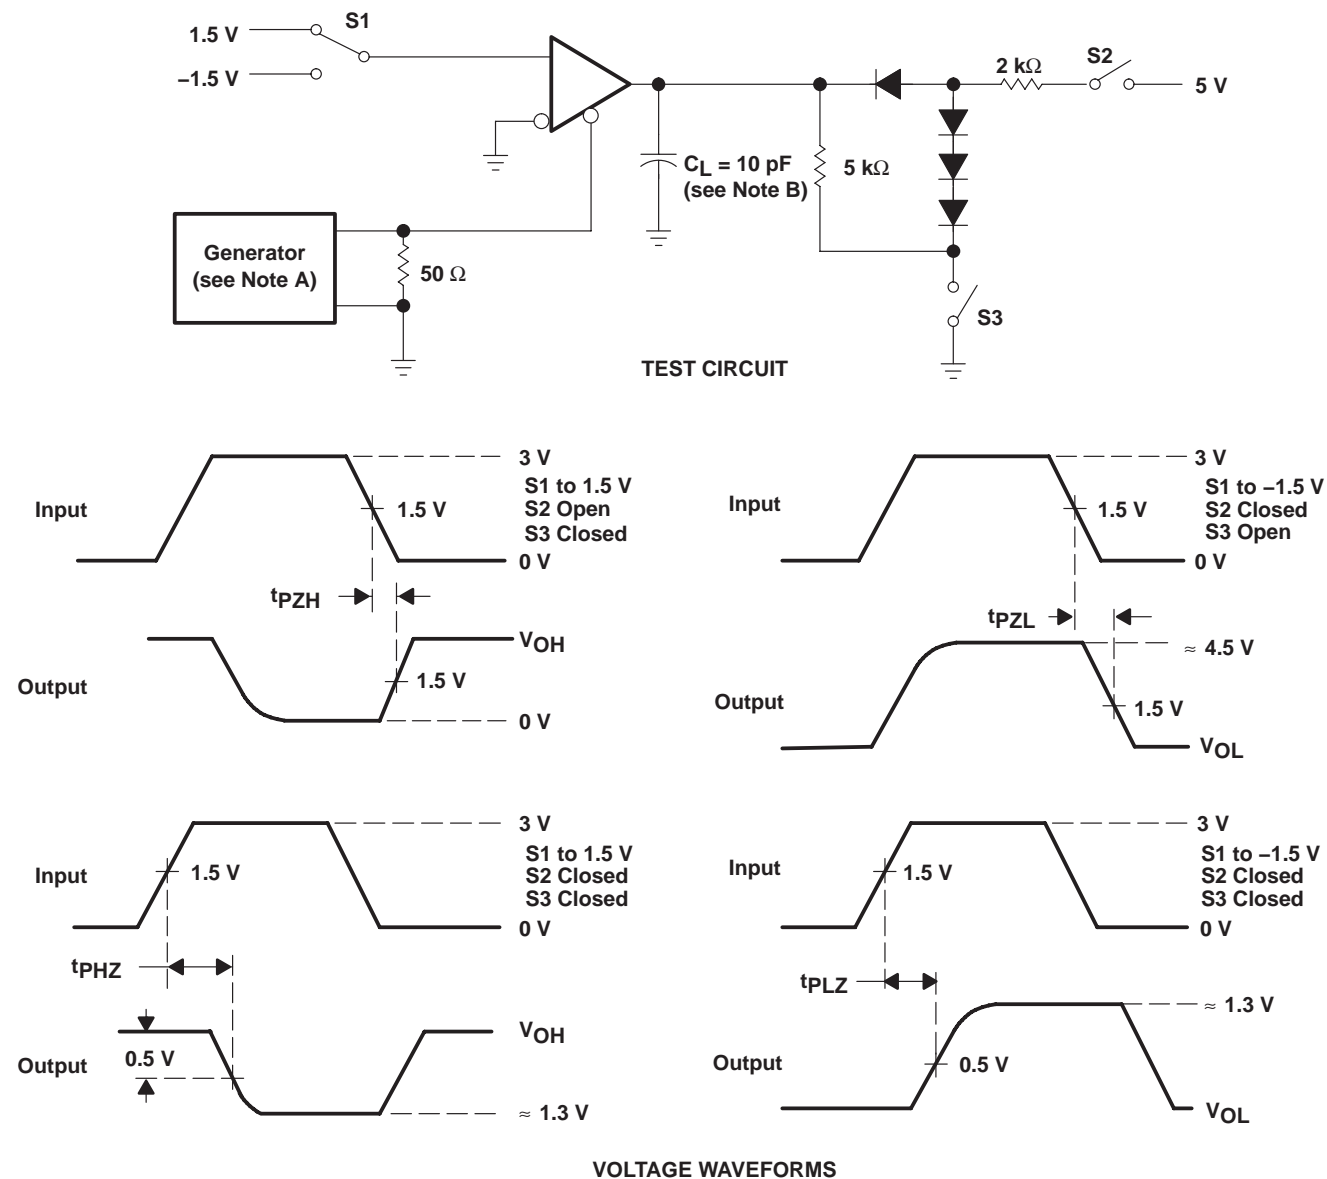 S1
1.5 V
–1.5 V
2 kΩ
S2
5 V
CL = 10 pF
(see Note B)
5 kΩ
Generator
(see Note A)
50 Ω
S3
TEST CIRCUIT
Input
3 V
S1 to 1.5 V
S2 Open
S3 Closed
1.5 V
0 V
tPZH
VOH
Output
1.5 V
0 V
Input
3 V
S1 to –1.5 V
S2 Closed
S3 Open
1.5 V
0 V
tPZL
≈ 4.5 V
Output
1.5 V
VOL
Input
3 V
S1 to 1.5 V
S2 Closed
S3 Closed
1.5 V
0 V
tPHZ
VOH
Output
0.5 V
≈ 1.3 V
Input
3 V
S1 to –1.5 V
S2 Closed
S3 Closed
1.5 V
0 V
tPLZ
≈ 1.3 V
Output
0.5 V
VOL
VOLTAGE WAVEFORMS